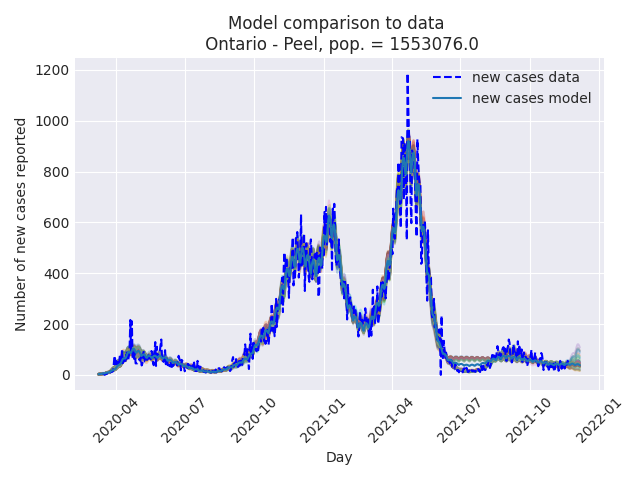 Model comparison to data
Ontario - Peel, pop. = 1553076.0
new cases data
new cases model
Number of new cases reported
1200
1000
800
600
400
200
0
2020-04
2020-07
2020-10
2021-01
2021-04
2021-07
2021-10
2022-01
Day